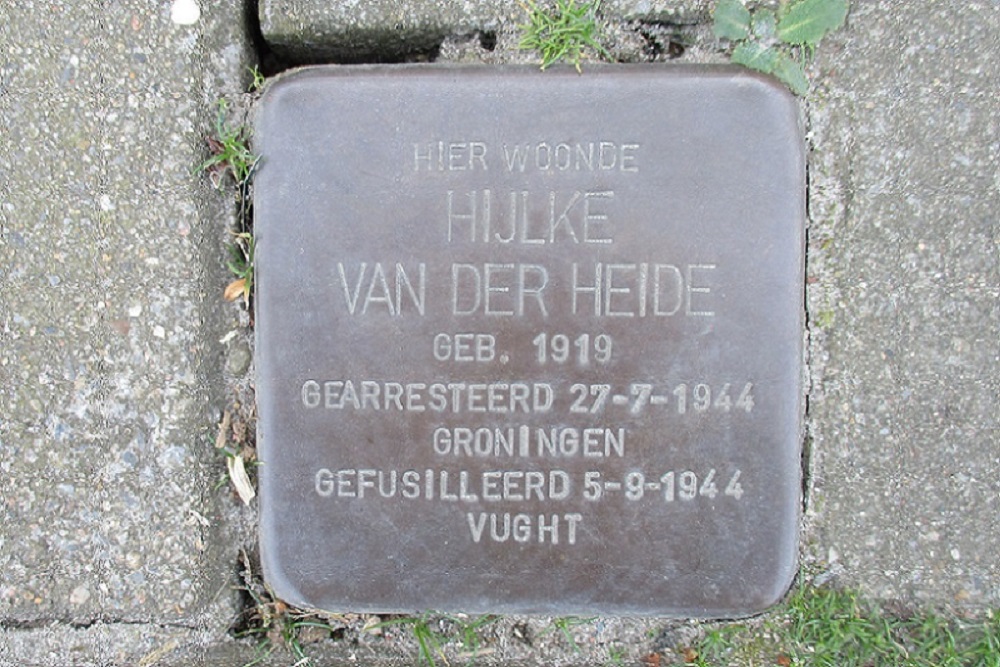 HIER WOONDE
HIJLKE
VAN DER HEIDE
GEB. 1919
GEARRESTEERD 27-7-1944
GRONINGEN
GEFUSILLEERD 5-9-1944
VUGHT